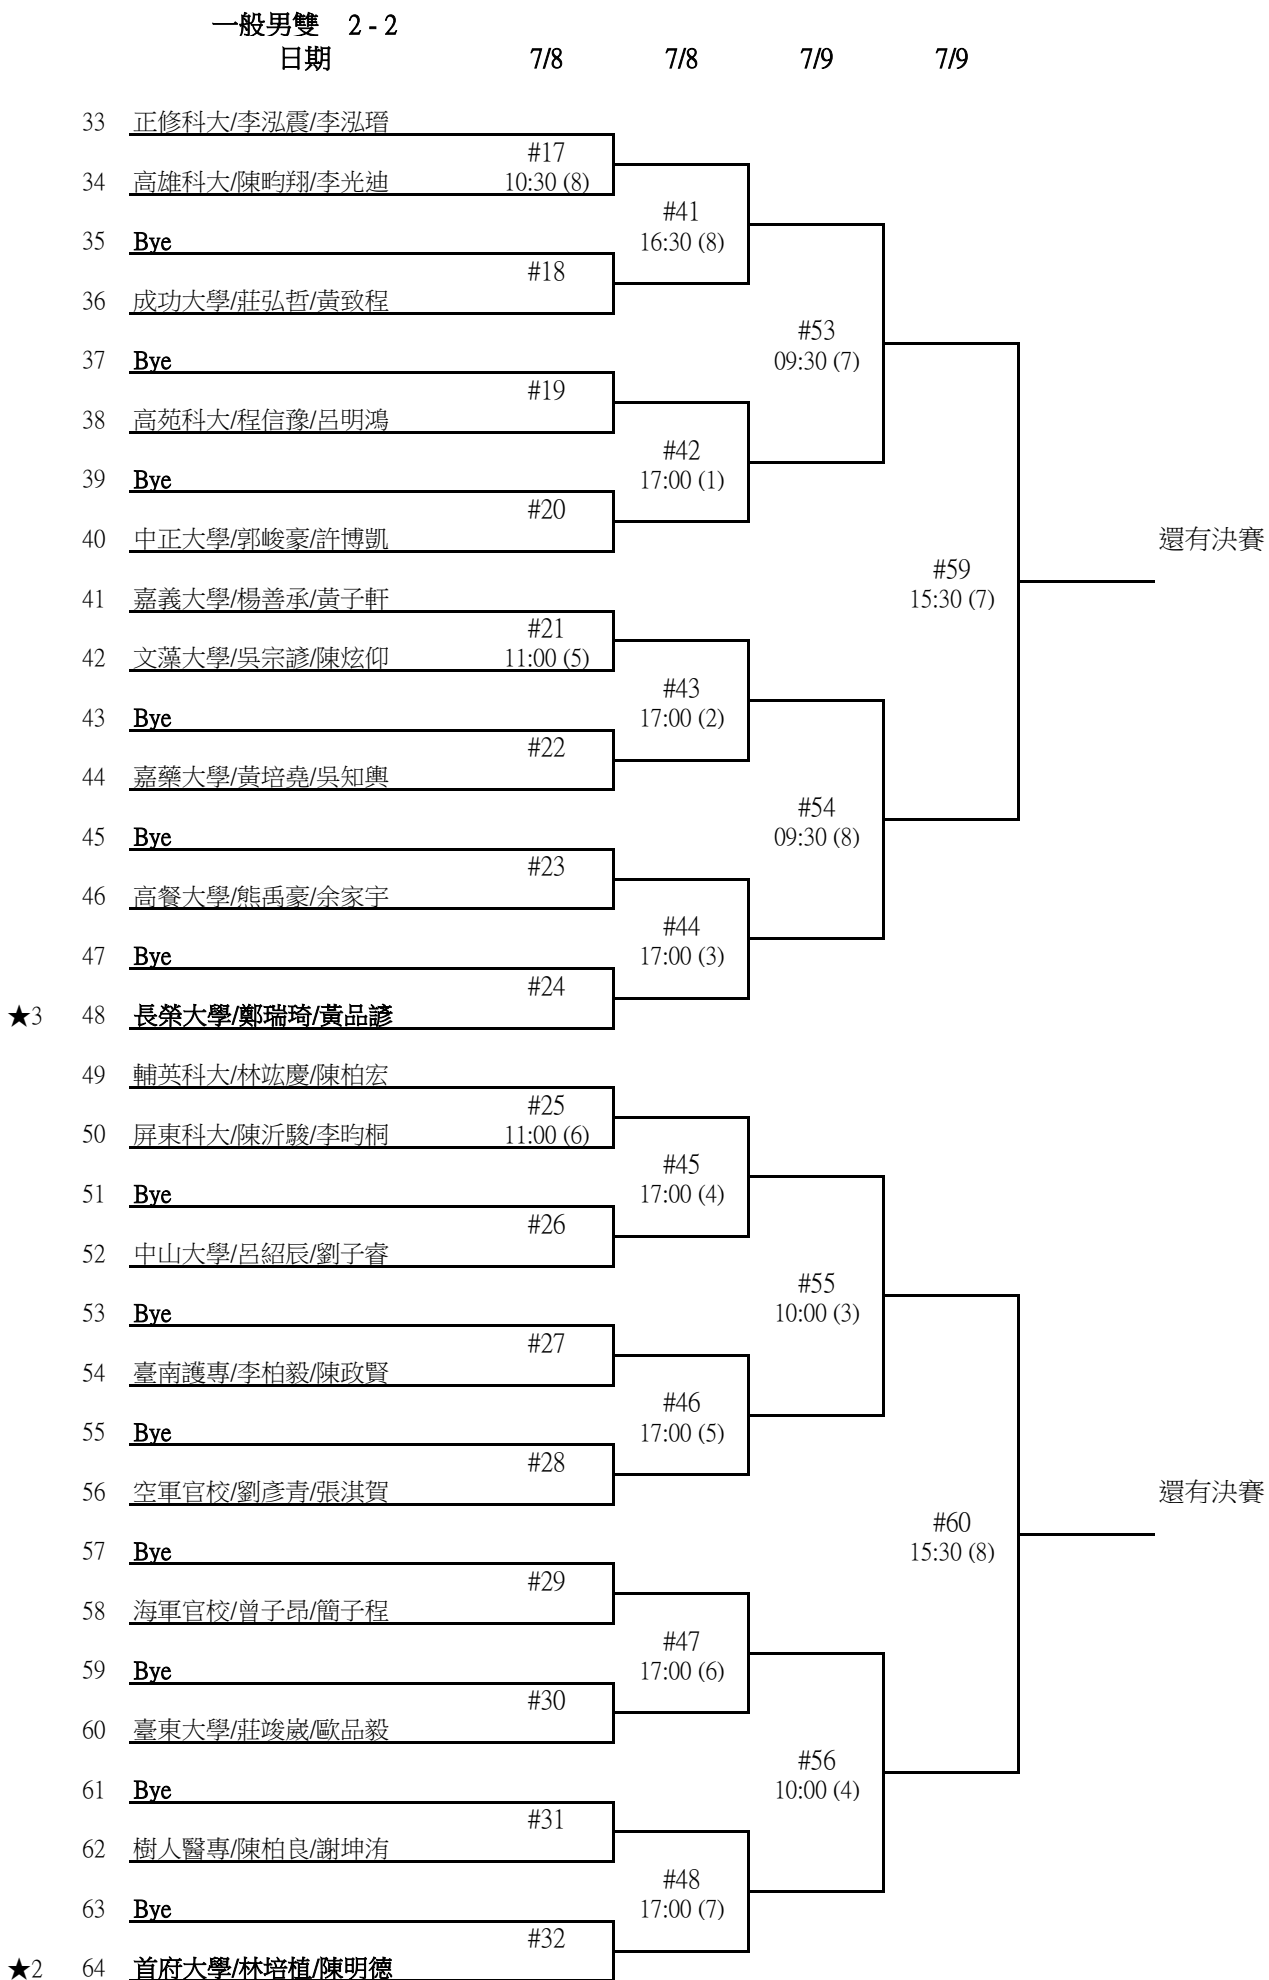 一般男雙 2 - 2
日期 7/8 7/8 7/9 7/9
33 正修科大/李泓震/李泓瑨
#17
34 高雄科大/陳畇翔/李光迪 10:30 (8)
#41
35 Bye 16:30 (8)
#18
36 成功大學/莊弘哲/黃致程
#53
37 Bye 09:30 (7)
#19
38 高苑科大/程信豫/呂明鴻
#42
39 Bye 17:00 (1)
#20
40 中正大學/郭峻豪/許博凱 還有決賽
#59
41 嘉義大學/楊善承/黃子軒 15:30 (7)
#21
42 文藻大學/吳宗諺/陳炫仰 11:00 (5)
#43
43 Bye 17:00 (2)
#22
44 嘉藥大學/黃培堯/吳知輿
#54
45 Bye 09:30 (8)
#23
46 高餐大學/熊禹豪/余家宇
#44
47 Bye 17:00 (3)
#24
★3 48 長榮大學/鄭瑞琦/黃品諺
49 輔英科大/林竑慶/陳柏宏
#25
50 屏東科大/陳沂駿/李昀桐 11:00 (6)
#45
51 Bye 17:00 (4)
#26
52 中山大學/呂紹辰/劉子睿
#55
53 Bye 10:00 (3)
#27
54 臺南護專/李柏毅/陳政賢
#46
55 Bye 17:00 (5)
#28
56 空軍官校/劉彥青/張淇賀 還有決賽
#60
57 Bye 15:30 (8)
#29
58 海軍官校/曾子昂/簡子程
#47
59 Bye 17:00 (6)
#30
60 臺東大學/莊竣崴/歐品毅
#56
61 Bye 10:00 (4)
#31
62 樹人醫專/陳柏良/謝坤洧
#48
63 Bye 17:00 (7)
#32
★2 64 首府大學/林培植/陳明德